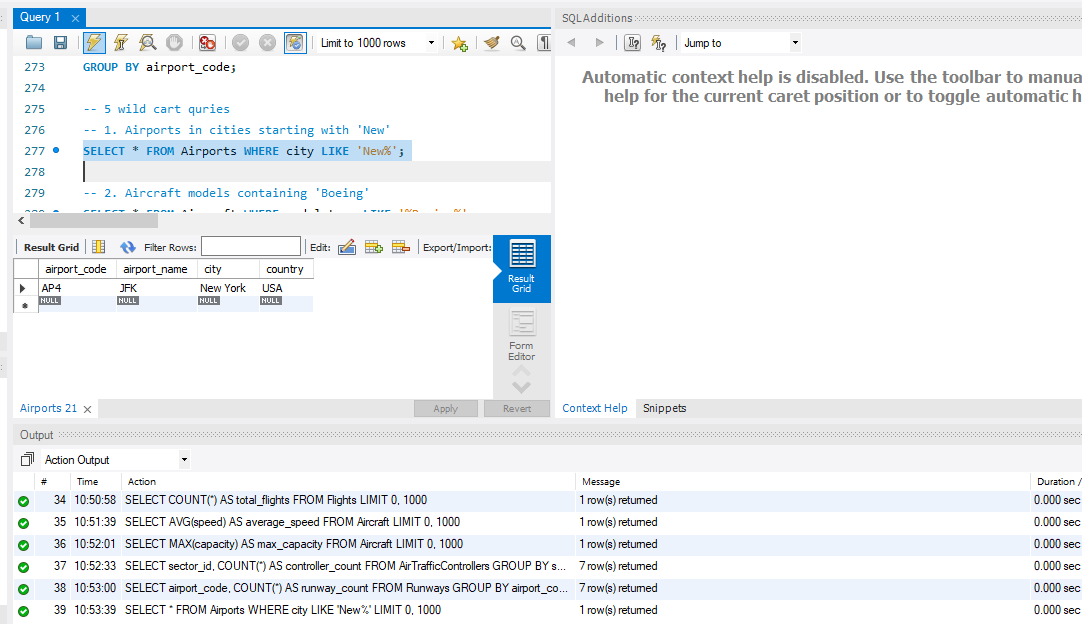 Query 1
SQLAdditions
Limit to 1000 rows
Jump to
273 GROUP BY airport_code;
274
275 -- 5 wild cart quries
276 -- 1. Airports in cities starting with 'New'
277 SELECT * FROM Airports WHERE city LIKE 'New%';
278
279 -- 2. Aircraft models containing 'Boeing'
Automatic context help is disabled. Use the toolbar to manua
help for the current caret position or to toggle automatic h
Result Grid Filter Rows: Edit: Export/Import:
airport_code airport_name city country
AP4 JFK New York USA
NULL NULL NULL NULL
Result
Grid
Form
Editor
Airports 21 Apply Revert
Context Help Snippets
Output
Action Output
# Time Action Message Duration /
34 10:50:58 SELECT COUNT(*) AS total_flights FROM Flights LIMIT 0, 1000 1 row(s) returned 0.000 sec
35 10:51:39 SELECT AVG(speed) AS average_speed FROM Aircraft LIMIT 0, 1000 1 row(s) returned 0.000 sec
36 10:52:01 SELECT MAX(capacity) AS max_capacity FROM Aircraft LIMIT 0, 1000 1 row(s) returned 0.000 sec
37 10:52:33 SELECT sector_id, COUNT(*) AS controller_count FROM AirTrafficControllers GROUP BY s... 7 row(s) returned 0.000 sec
38 10:53:00 SELECT airport_code, COUNT(*) AS runway_count FROM Runways GROUP BY airport_co... 7 row(s) returned 0.000 sec
39 10:53:39 SELECT * FROM Airports WHERE city LIKE 'New%' LIMIT 0, 1000 1 row(s) returned 0.000 sec